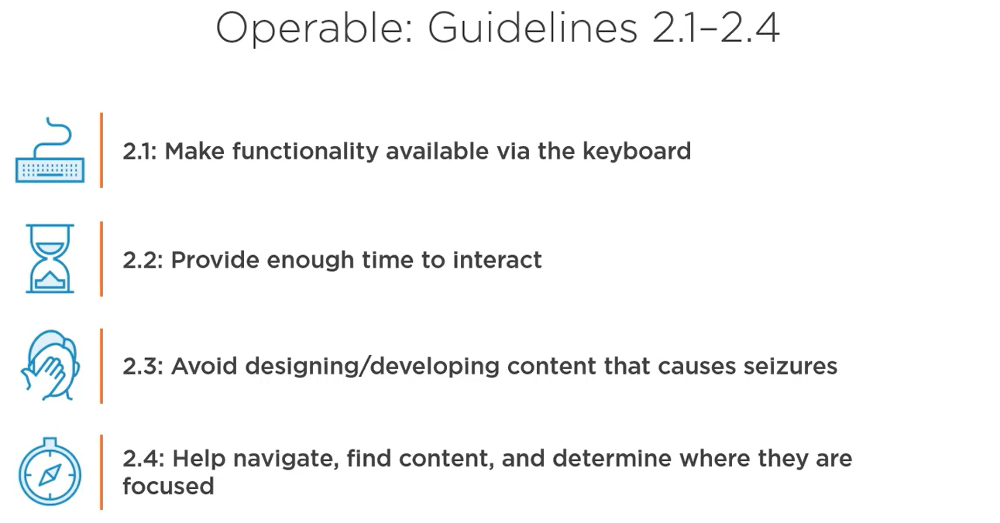 Operable: Guidelines 2.1–2.4
2.1: Make functionality available via the keyboard
2.2: Provide enough time to interact
2.3: Avoid designing/developing content that causes seizures
2.4: Help navigate, find content, and determine where they are
focused